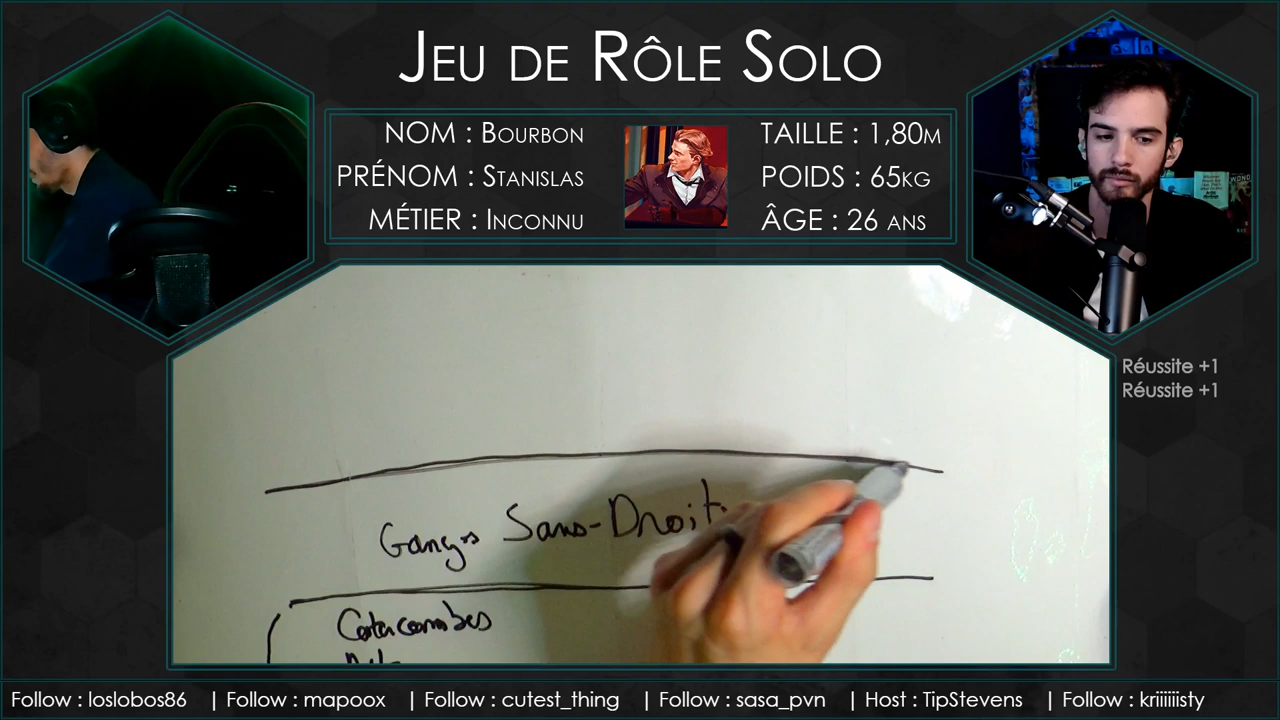 Jeu de Rôle Solo
NOM : Bourbon
PRÉNOM : Stanislas
MÉTIER : Inconnu
TAILLE : 1,80m
POIDS : 65kg
ÂGE : 26 ans
Réussite +1
Réussite +1
Gangs Sans-Droit
Catacombes
Follow : loslobos86 | Follow : mapoox | Follow : cutest_thing | Follow : sasa_pvn | Host : TipStevens | Follow : kriiiiiisty